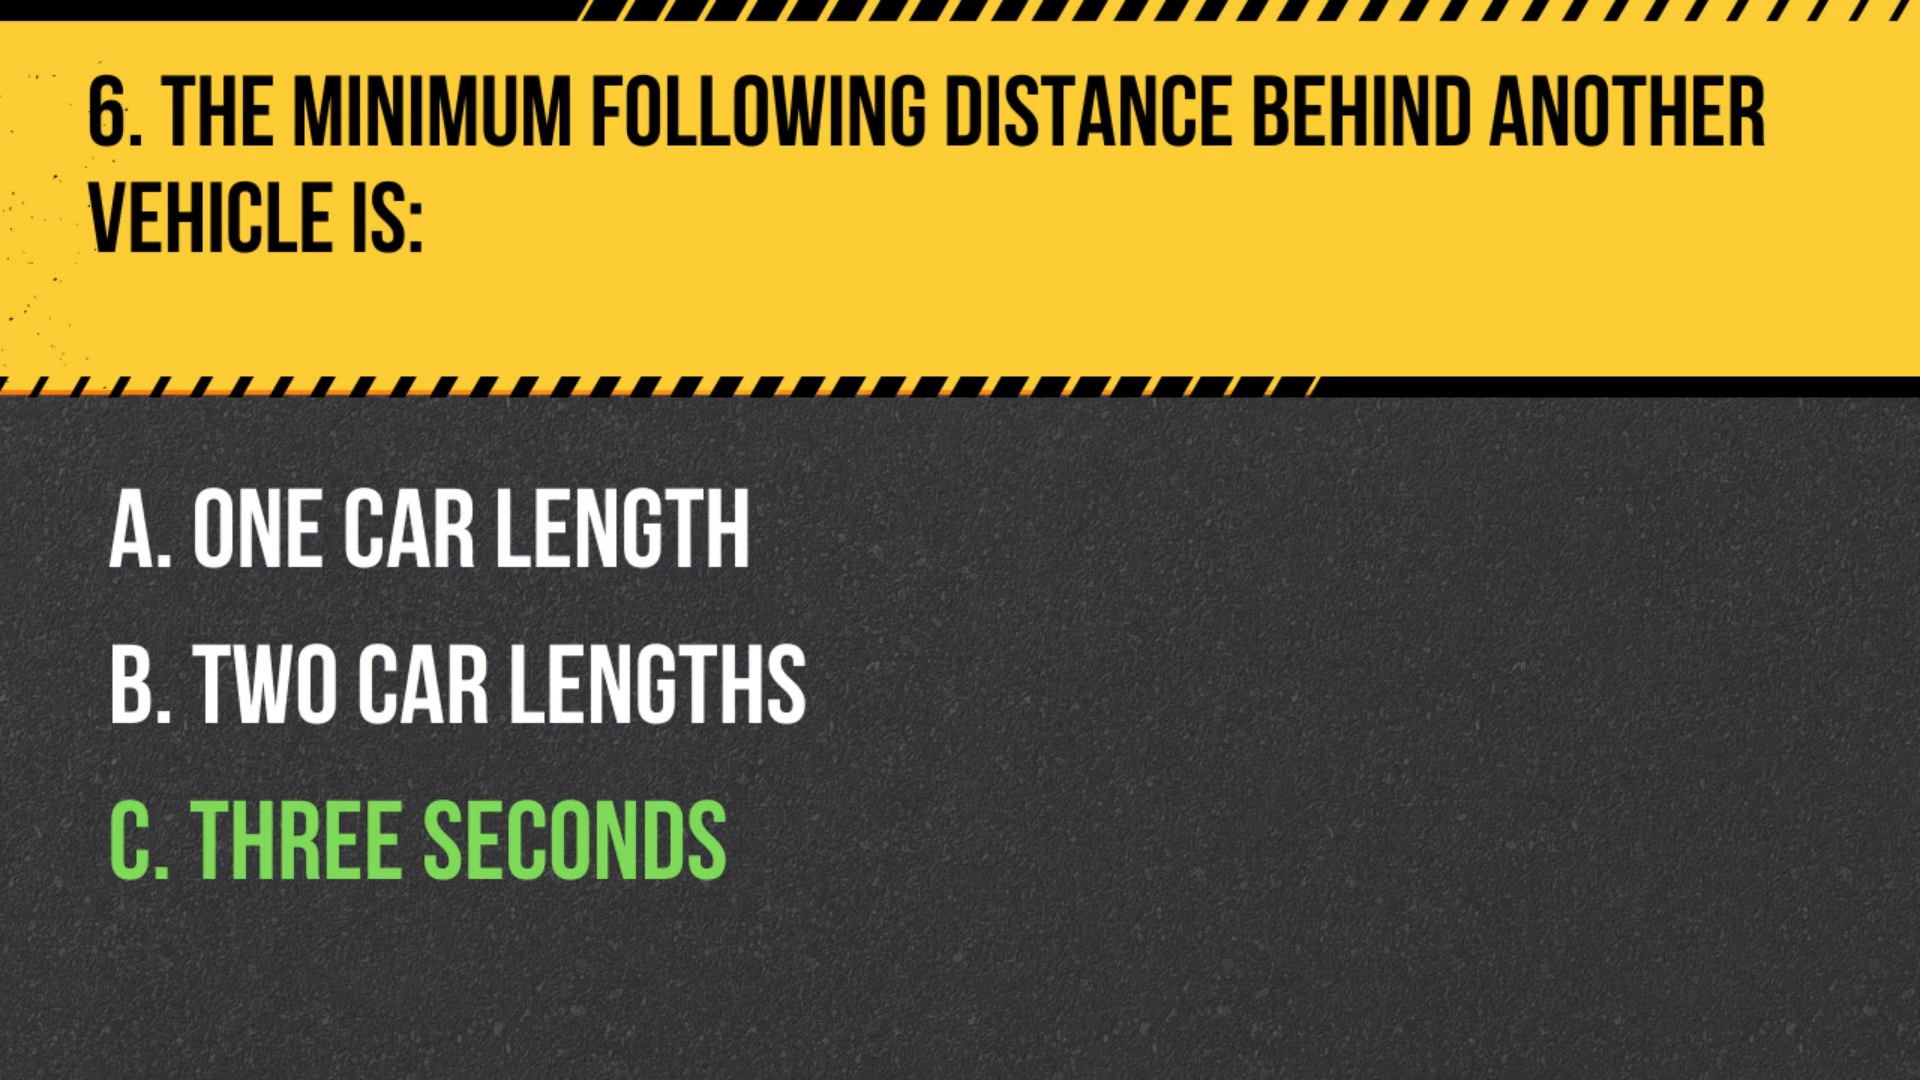 6. THE MINIMUM FOLLOWING DISTANCE BEHIND ANOTHER
VEHICLE IS:
A. ONE CAR LENGTH
B. TWO CAR LENGTHS
C. THREE SECONDS